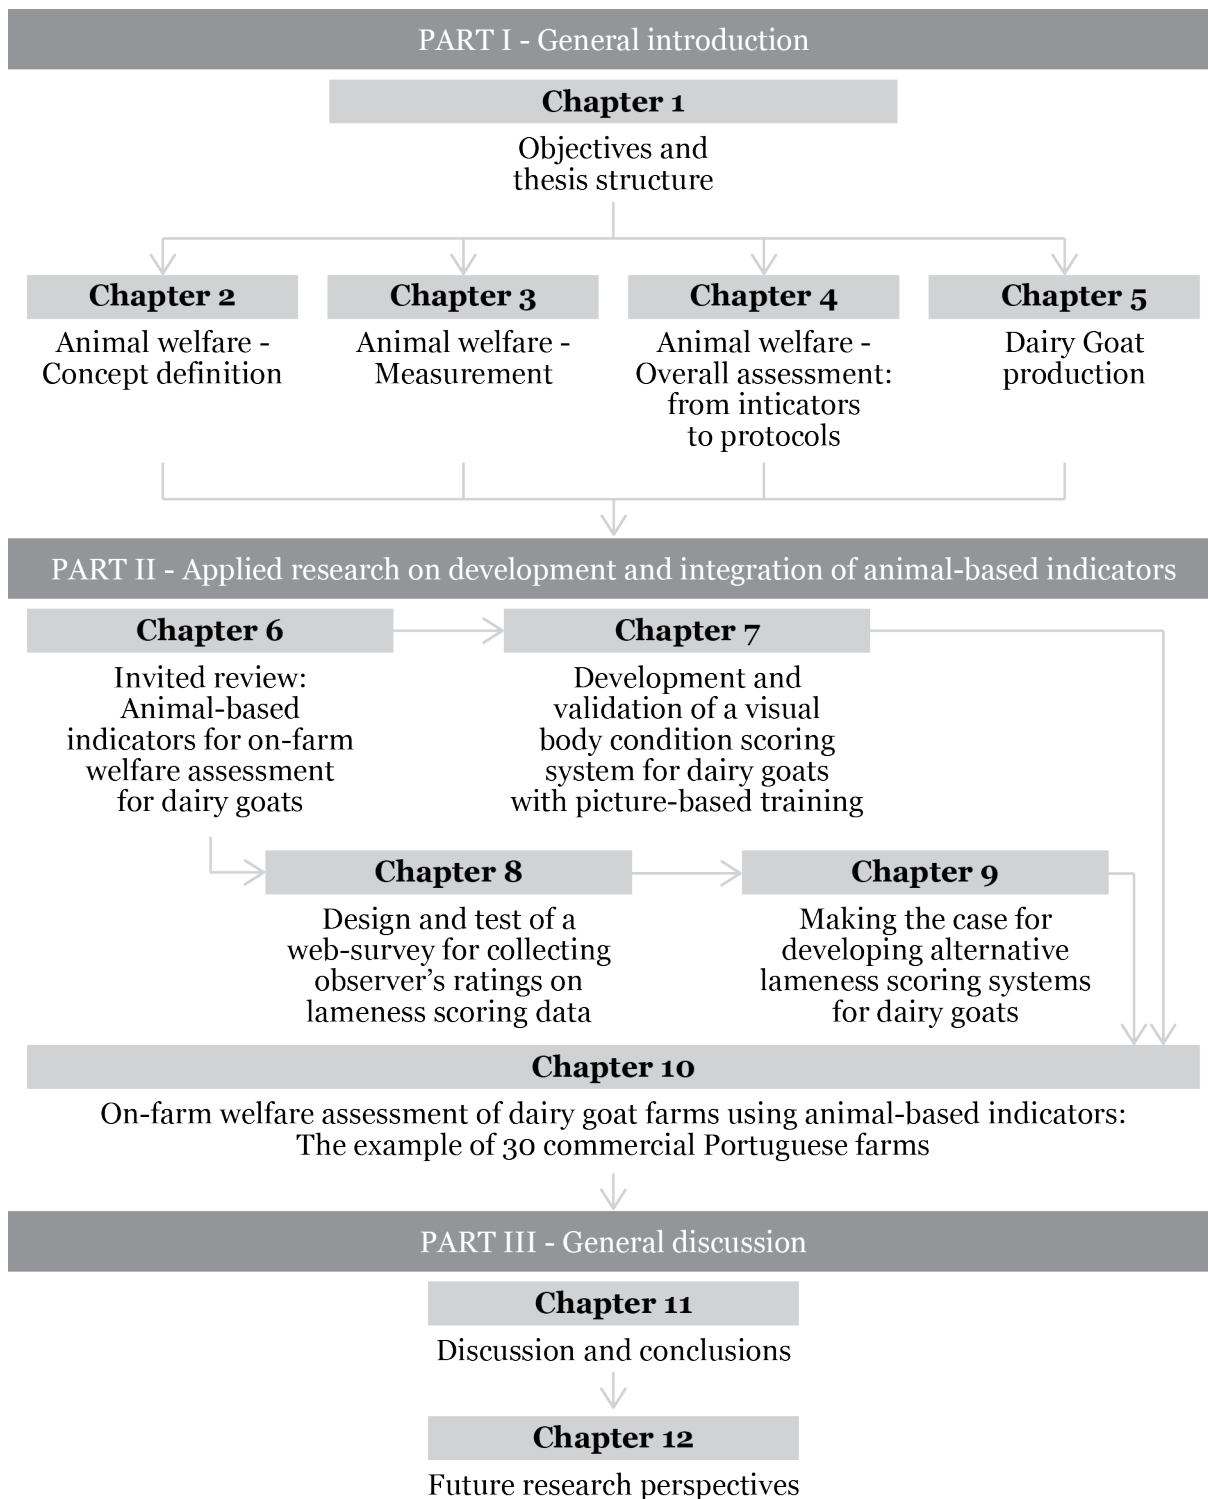 PART I - General introduction
Chapter 1
Objectives and
thesis structure
Chapter 2
Animal welfare -
Concept definition
Chapter 3
Animal welfare -
Measurement
Chapter 4
Animal welfare -
Overall assessment:
from inticators
to protocols
Chapter 5
Dairy Goat
production
PART II - Applied research on development and integration of animal-based indicators
Chapter 6
Invited review:
Animal-based
indicators for on-farm
welfare assessment
for dairy goats
Chapter 7
Development and
validation of a visual
body condition scoring
system for dairy goats
with picture-based training
Chapter 8
Design and test of a
web-survey for collecting
observer’s ratings on
lameness scoring data
Chapter 9
Making the case for
developing alternative
lameness scoring systems
for dairy goats
Chapter 10
On-farm welfare assessment of dairy goat farms using animal-based indicators:
The example of 30 commercial Portuguese farms
PART III - General discussion
Chapter 11
Discussion and conclusions
Chapter 12
Future research perspectives